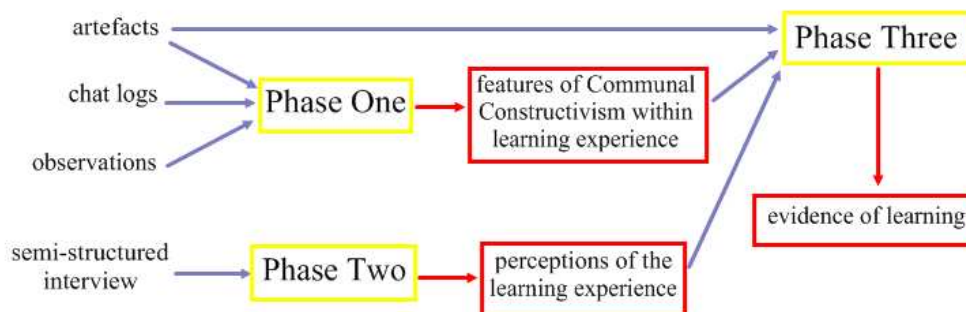 artefacts
chat logs
observations
Phase One
features of Communal
Constructivism within
learning experience
Phase Three
evidence of learning
semi-structured
interview
Phase Two
perceptions of the
learning experience